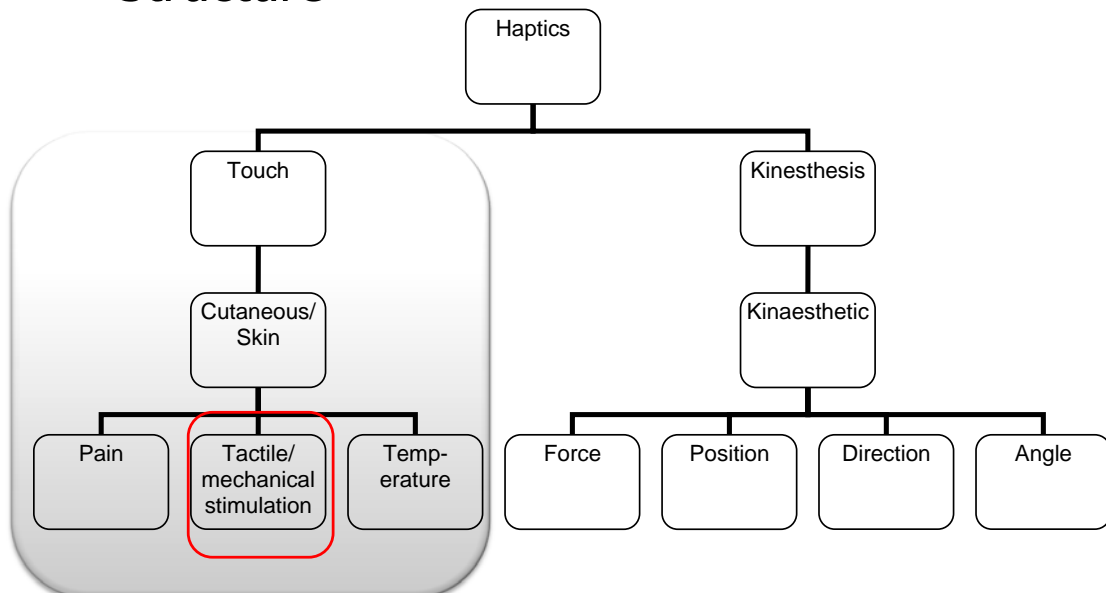 Haptics
Touch
Kinesthesis
Cutaneous/
Skin
Kinaesthetic
Pain
Tactile/
mechanical
stimulation
Temp-
erature
Force
Position
Direction
Angle